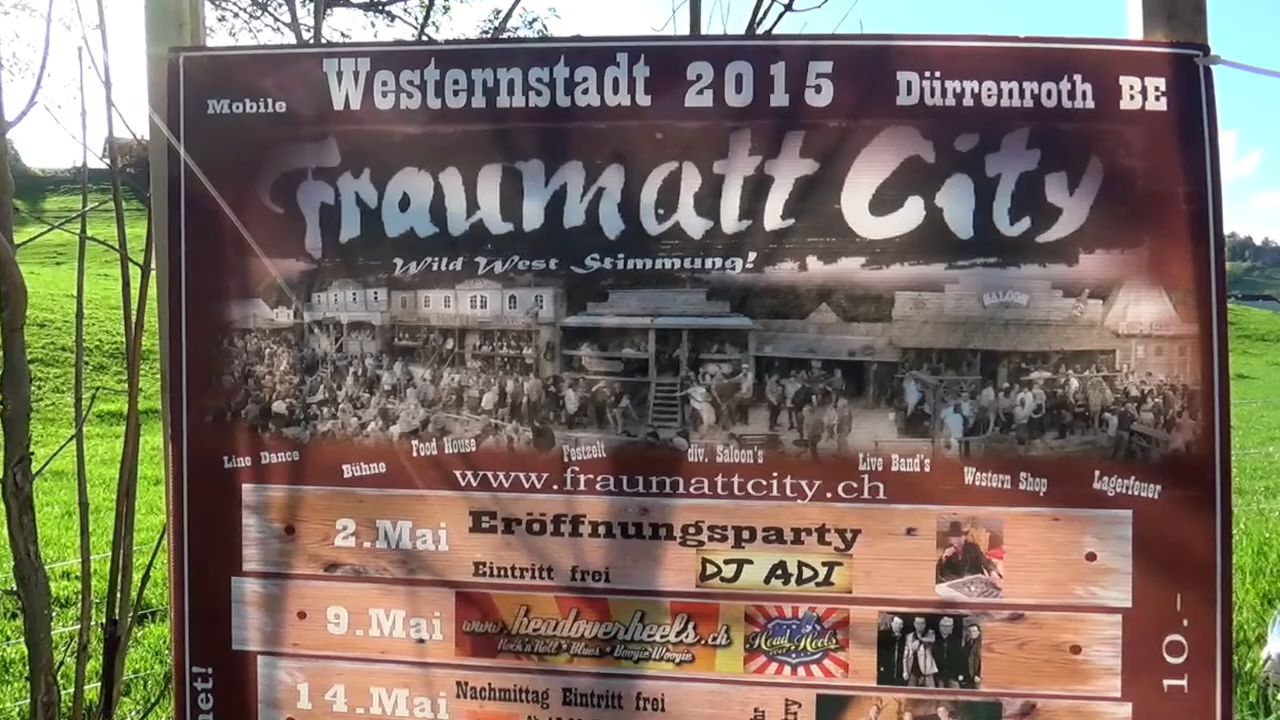 Mobile Westernstadt 2015 Dürrenroth BE
Fraumatt City
Wild West Stimmung!
SALOON
Line Dance Bühne Food House Festzelt div. Saloon's Live Band's Western Shop Lagerfeuer
www.fraumattcity.ch
2.Mai Eröffnungsparty
Eintritt frei DJ ADI
9.Mai www.headoverheels.ch
Rock'n'Roll * Blues * Boogie Woogie
Head over Heels
14.Mai Nachmittag Eintritt frei
10.-